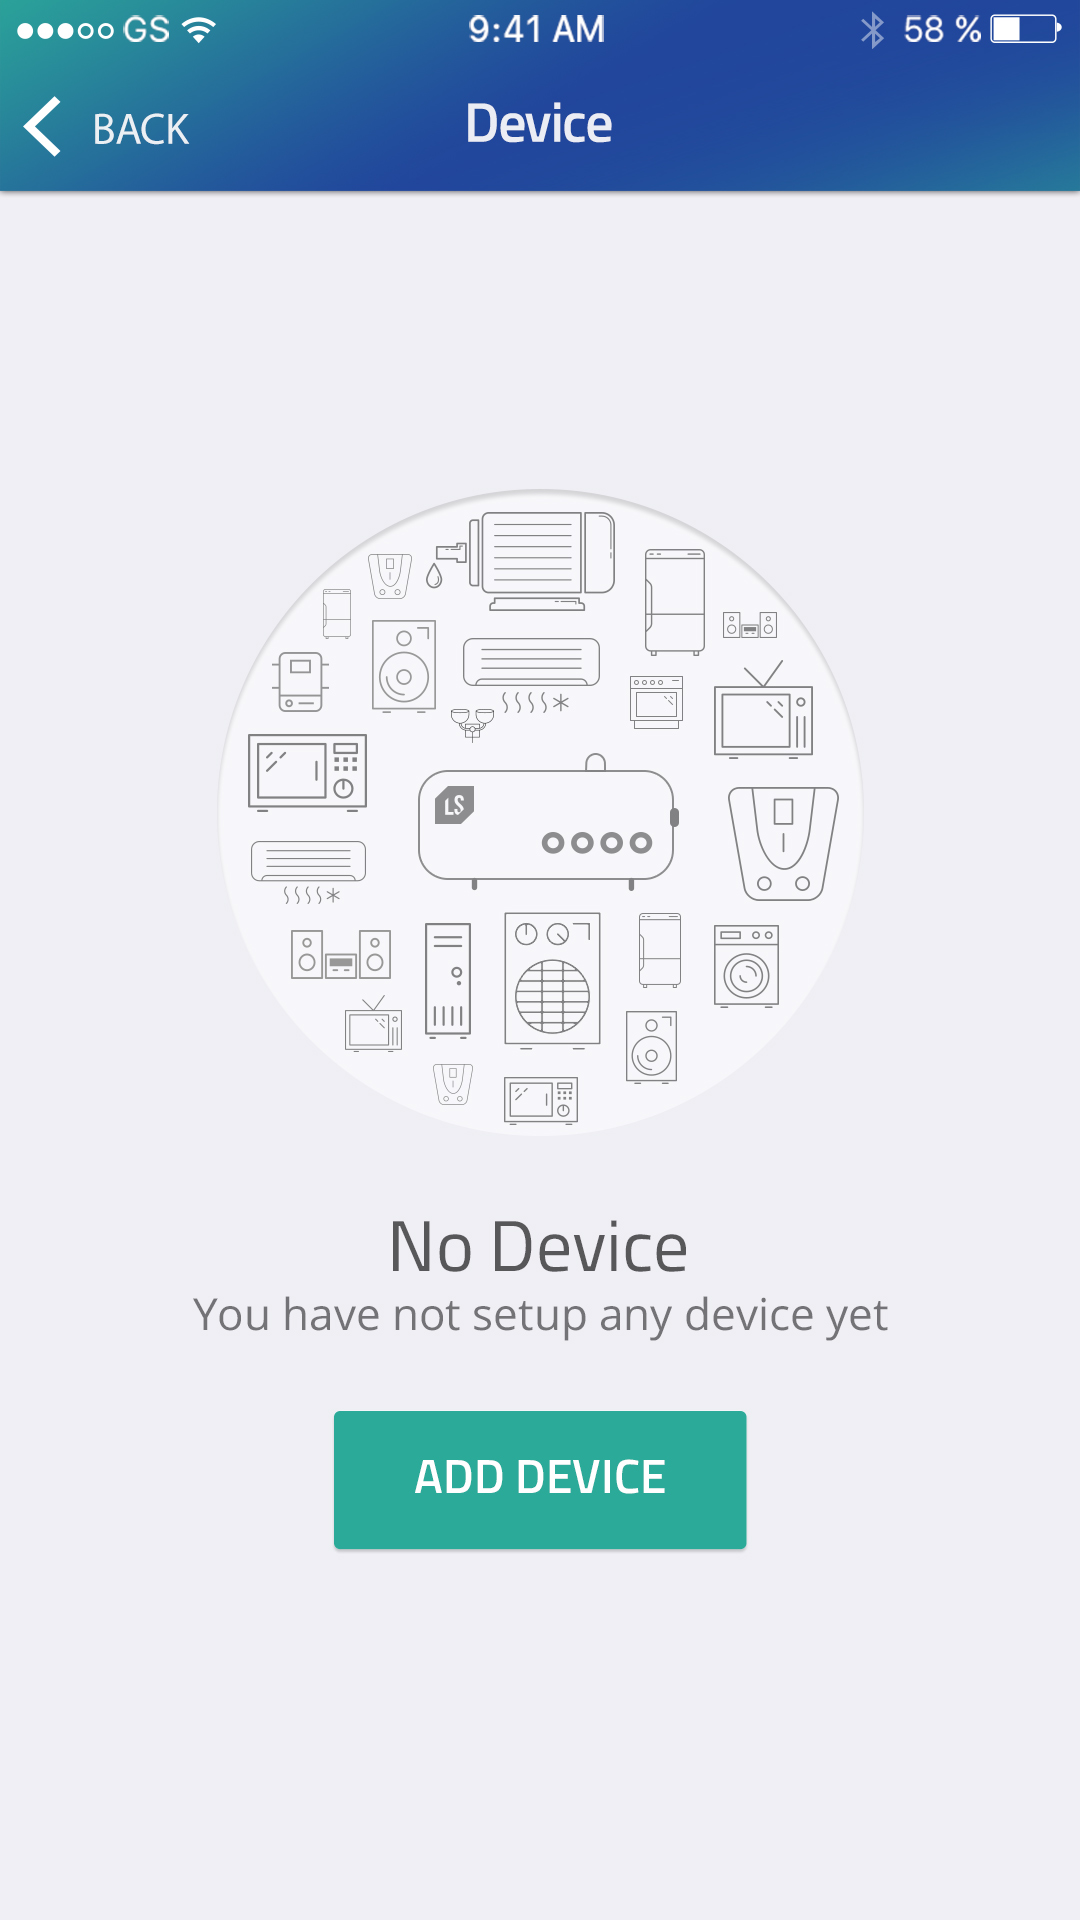 GS 9:41 AM 58 %
BACK Device
LS
No Device
You have not setup any device yet
ADD DEVICE